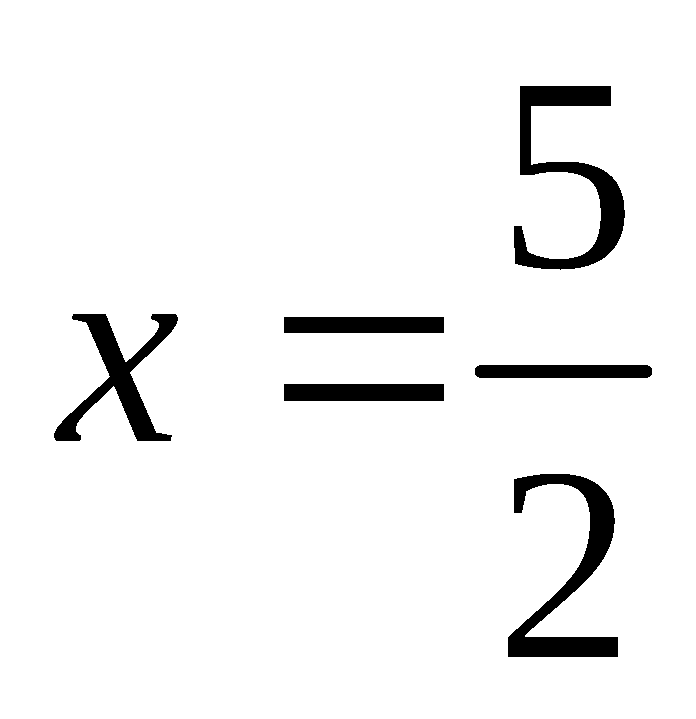 x = 5/2